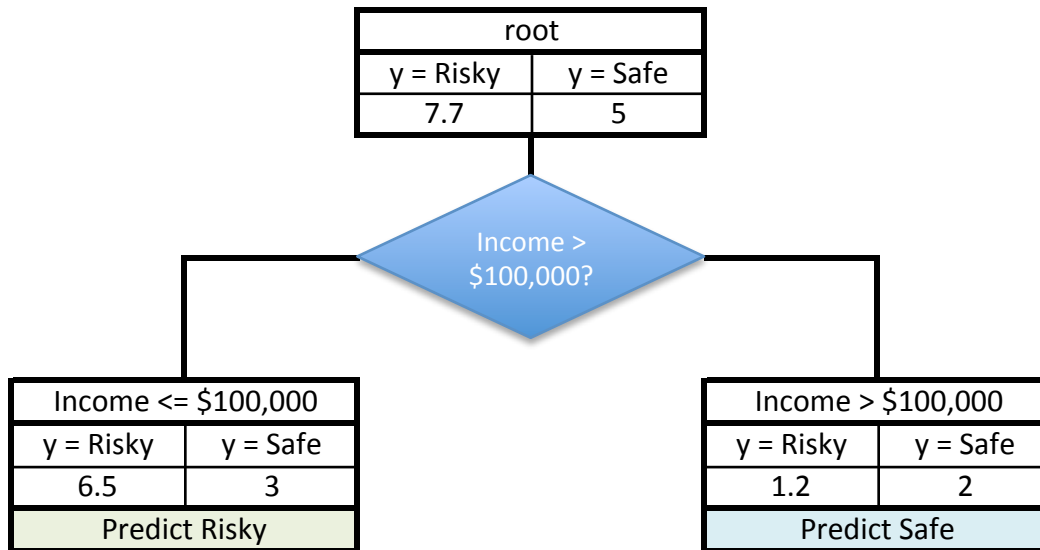 root
y = Risky y = Safe
7.7 5
Income >
$100,000?
Income <= $100,000
y = Risky y = Safe
6.5 3
Predict Risky
Income > $100,000
y = Risky y = Safe
1.2 2
Predict Safe